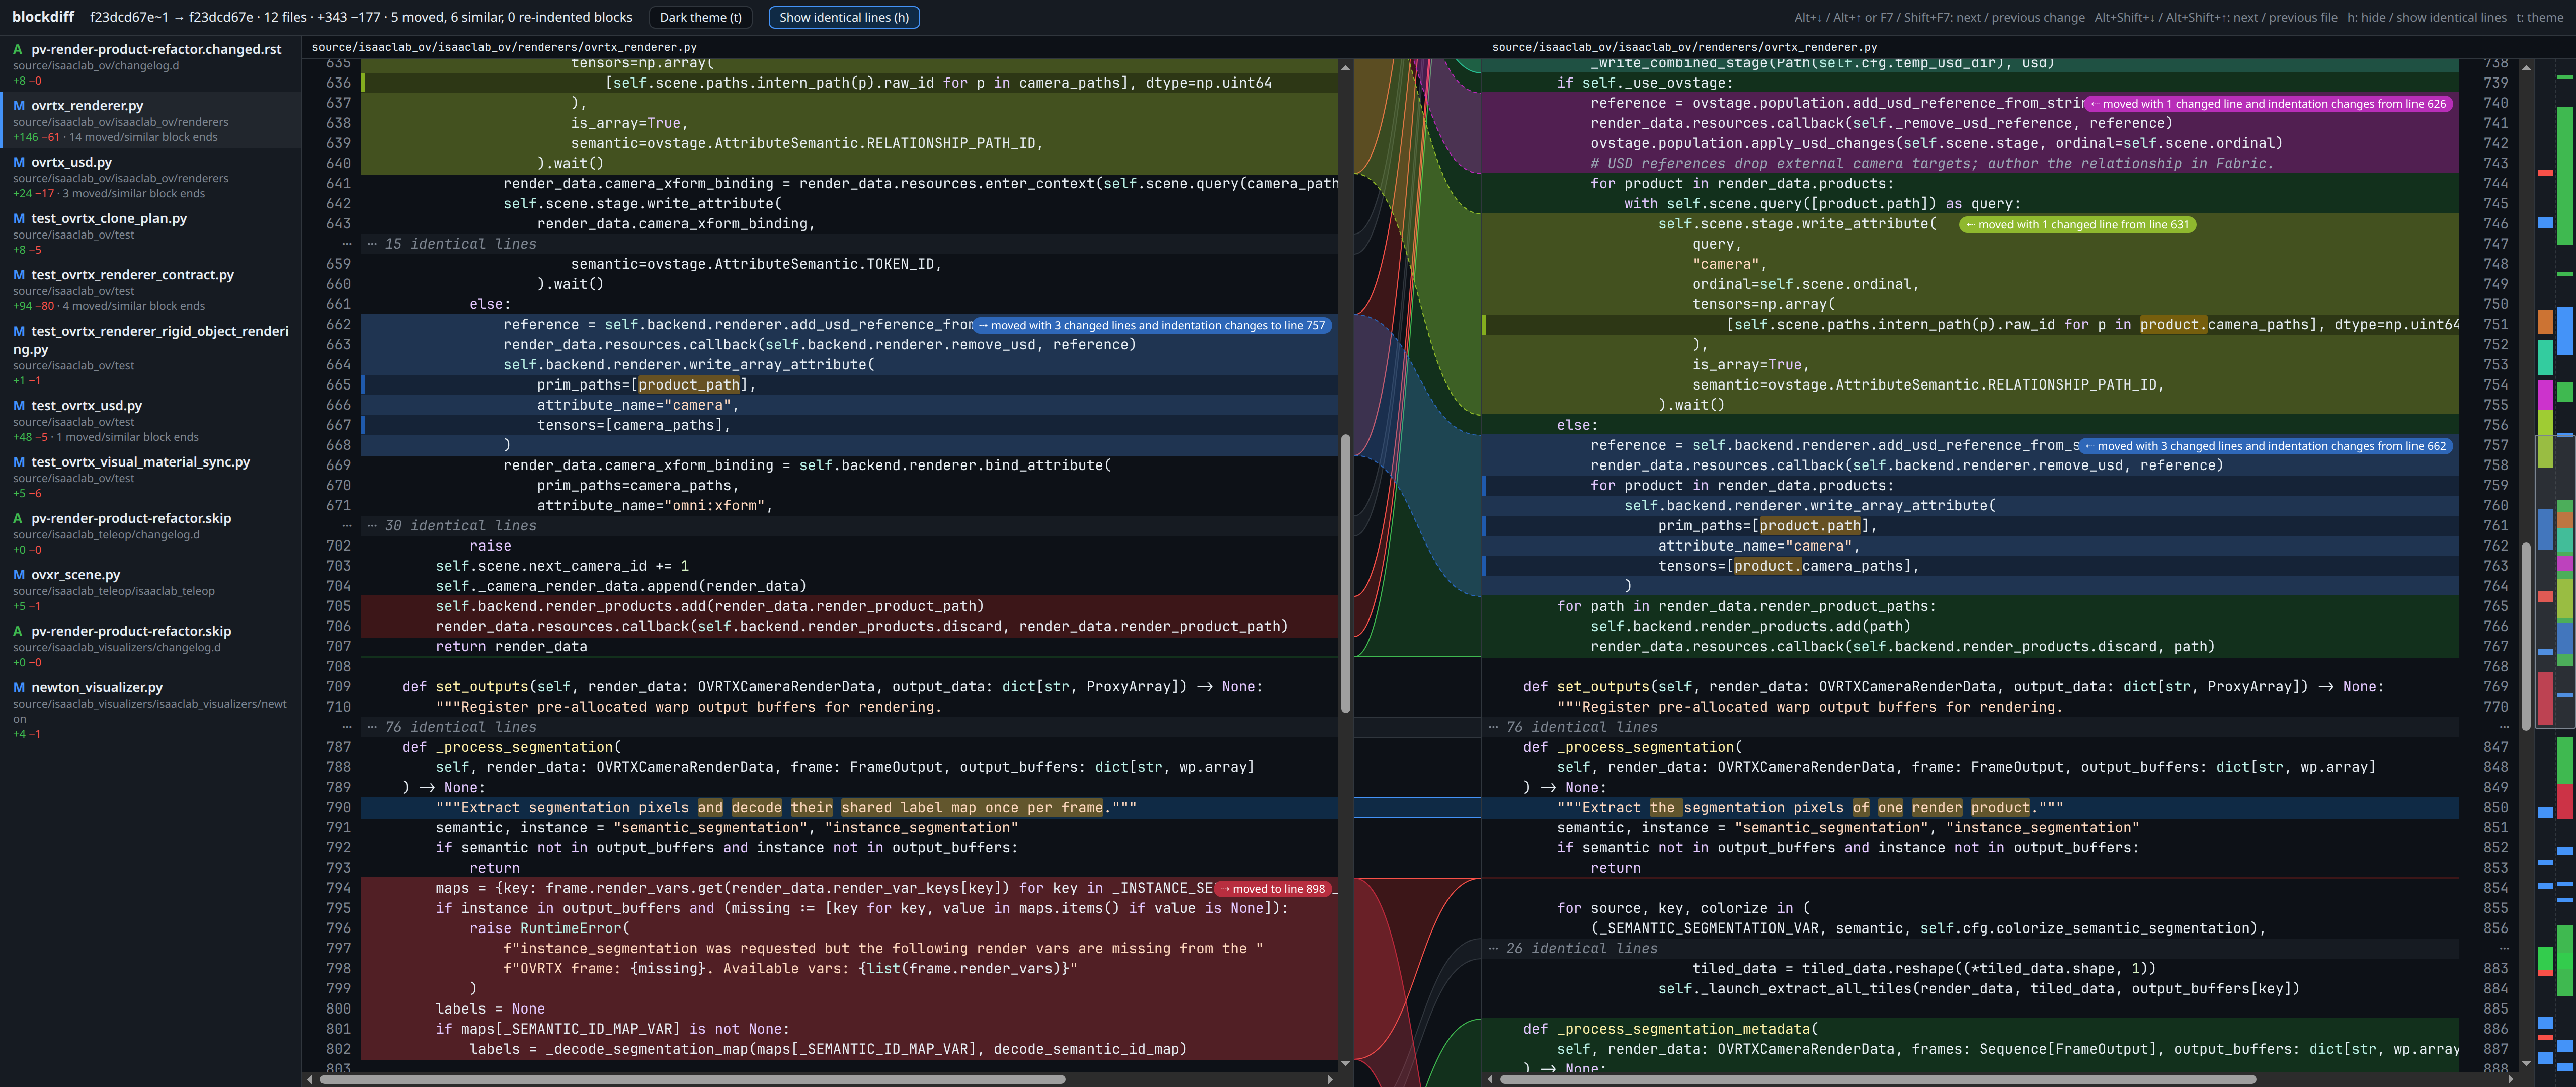 blockdiff f23dcd67e~1 → f23dcd67e · 12 files · +343 −177 · 5 moved, 6 similar, 0 re-indented blocks Dark theme (t) Show identical lines (h) Alt+↓ / Alt+↑ or F7 / Shift+F7: next / previous change Alt+Shift+↓ / Alt+Shift+↑: next / previous file h: hide / show identical lines t: theme
A pv-render-product-refactor.changed.rst
source/isaaclab_ov/changelog.d
+8 −0
M ovrtx_renderer.py
source/isaaclab_ov/isaaclab_ov/renderers
+146 −61 · 14 moved/similar block ends
M ovrtx_usd.py
source/isaaclab_ov/isaaclab_ov/renderers
+24 −17 · 3 moved/similar block ends
M test_ovrtx_clone_plan.py
source/isaaclab_ov/test
+8 −5
M test_ovrtx_renderer_contract.py
source/isaaclab_ov/test
+94 −80 · 4 moved/similar block ends
M test_ovrtx_renderer_rigid_object_renderi
ng.py
source/isaaclab_ov/test
+1 −1
M test_ovrtx_usd.py
source/isaaclab_ov/test
+48 −5 · 1 moved/similar block ends
M test_ovrtx_visual_material_sync.py
source/isaaclab_ov/test
+5 −6
A pv-render-product-refactor.skip
source/isaaclab_teleop/changelog.d
+0 −0
M ovxr_scene.py
source/isaaclab_teleop/isaaclab_teleop
+5 −1
A pv-render-product-refactor.skip
source/isaaclab_visualizers/changelog.d
+0 −0
M newton_visualizer.py
source/isaaclab_visualizers/isaaclab_visualizers/newt
on
+4 −1
source/isaaclab_ov/isaaclab_ov/renderers/ovrtx_renderer.py
635 tensors=np.array(
636 [self.scene.paths.intern_path(p).raw_id for p in camera_paths], dtype=np.uint64
637 ),
638 is_array=True,
639 semantic=ovstage.AttributeSemantic.RELATIONSHIP_PATH_ID,
640 ).wait()
641 render_data.camera_xform_binding = render_data.resources.enter_context(self.scene.query(camera_path
642 self.scene.stage.write_attribute(
643 render_data.camera_xform_binding,
⋯ ⋯ 15 identical lines
659 semantic=ovstage.AttributeSemantic.TOKEN_ID,
660 ).wait()
661 else:
662 reference = self.backend.renderer.add_usd_reference_from → moved with 3 changed lines and indentation changes to line 757
663 render_data.resources.callback(self.backend.renderer.remove_usd, reference)
664 self.backend.renderer.write_array_attribute(
665 prim_paths=[product_path],
666 attribute_name="camera",
667 tensors=[camera_paths],
668 )
669 render_data.camera_xform_binding = self.backend.renderer.bind_attribute(
670 prim_paths=camera_paths,
671 attribute_name="omni:xform",
⋯ ⋯ 30 identical lines
702 raise
703 self.scene.next_camera_id += 1
704 self._camera_render_data.append(render_data)
705 self.backend.render_products.add(render_data.render_product_path)
706 render_data.resources.callback(self.backend.render_products.discard, render_data.render_product_path)
707 return render_data
708
709 def set_outputs(self, render_data: OVRTXCameraRenderData, output_data: dict[str, ProxyArray]) -> None:
710 """Register pre-allocated warp output buffers for rendering.
⋯ ⋯ 76 identical lines
787 def _process_segmentation(
788 self, render_data: OVRTXCameraRenderData, frame: FrameOutput, output_buffers: dict[str, wp.array]
789 ) -> None:
790 """Extract segmentation pixels and decode their shared label map once per frame."""
791 semantic, instance = "semantic_segmentation", "instance_segmentation"
792 if semantic not in output_buffers and instance not in output_buffers:
793 return
794 maps = {key: frame.render_vars.get(render_data.render_var_keys[key]) for key in _INSTANCE_SE → moved to line 898
795 if instance in output_buffers and (missing := [key for key, value in maps.items() if value is None]):
796 raise RuntimeError(
797 f"instance_segmentation was requested but the following render vars are missing from the "
798 f"OVRTX frame: {missing}. Available vars: {list(frame.render_vars)}"
799 )
800 labels = None
801 if maps[_SEMANTIC_ID_MAP_VAR] is not None:
802 labels = _decode_segmentation_map(maps[_SEMANTIC_ID_MAP_VAR], decode_semantic_id_map)
803
source/isaaclab_ov/isaaclab_ov/renderers/ovrtx_renderer.py
_write_combined_stage(Path(self.cfg.temp_usd_dir), usd) 738
if self._use_ovstage: 739
reference = ovstage.population.add_usd_reference_from_strin ← moved with 1 changed line and indentation changes from line 626 740
render_data.resources.callback(self._remove_usd_reference, reference) 741
ovstage.population.apply_usd_changes(self.scene.stage, ordinal=self.scene.ordinal) 742
# USD references drop external camera targets; author the relationship in Fabric. 743
for product in render_data.products: 744
with self.scene.query([product.path]) as query: 745
self.scene.stage.write_attribute( ← moved with 1 changed line from line 631 746
query, 747
"camera", 748
ordinal=self.scene.ordinal, 749
tensors=np.array( 750
[self.scene.paths.intern_path(p).raw_id for p in product.camera_paths], dtype=np.uint64 751
), 752
is_array=True, 753
semantic=ovstage.AttributeSemantic.RELATIONSHIP_PATH_ID, 754
).wait() 755
else: 756
reference = self.backend.renderer.add_usd_reference_from_s ← moved with 3 changed lines and indentation changes from line 662 757
render_data.resources.callback(self.backend.renderer.remove_usd, reference) 758
for product in render_data.products: 759
self.backend.renderer.write_array_attribute( 760
prim_paths=[product.path], 761
attribute_name="camera", 762
tensors=[product.camera_paths], 763
) 764
for path in render_data.render_product_paths: 765
self.backend.render_products.add(path) 766
render_data.resources.callback(self.backend.render_products.discard, path) 767
768
def set_outputs(self, render_data: OVRTXCameraRenderData, output_data: dict[str, ProxyArray]) -> None: 769
"""Register pre-allocated warp output buffers for rendering. 770
⋯ 76 identical lines ⋯
def _process_segmentation( 847
self, render_data: OVRTXCameraRenderData, frame: FrameOutput, output_buffers: dict[str, wp.array] 848
) -> None: 849
"""Extract the segmentation pixels of one render product.""" 850
semantic, instance = "semantic_segmentation", "instance_segmentation" 851
if semantic not in output_buffers and instance not in output_buffers: 852
return 853
854
for source, key, colorize in ( 855
(_SEMANTIC_SEGMENTATION_VAR, semantic, self.cfg.colorize_semantic_segmentation), 856
⋯ 26 identical lines ⋯
tiled_data = tiled_data.reshape((*tiled_data.shape, 1)) 883
self._launch_extract_all_tiles(render_data, tiled_data, output_buffers[key]) 884
885
def _process_segmentation_metadata( 886
self, render_data: OVRTXCameraRenderData, frames: Sequence[FrameOutput], output_buffers: dict[str, wp.array 887
) -> None: 888